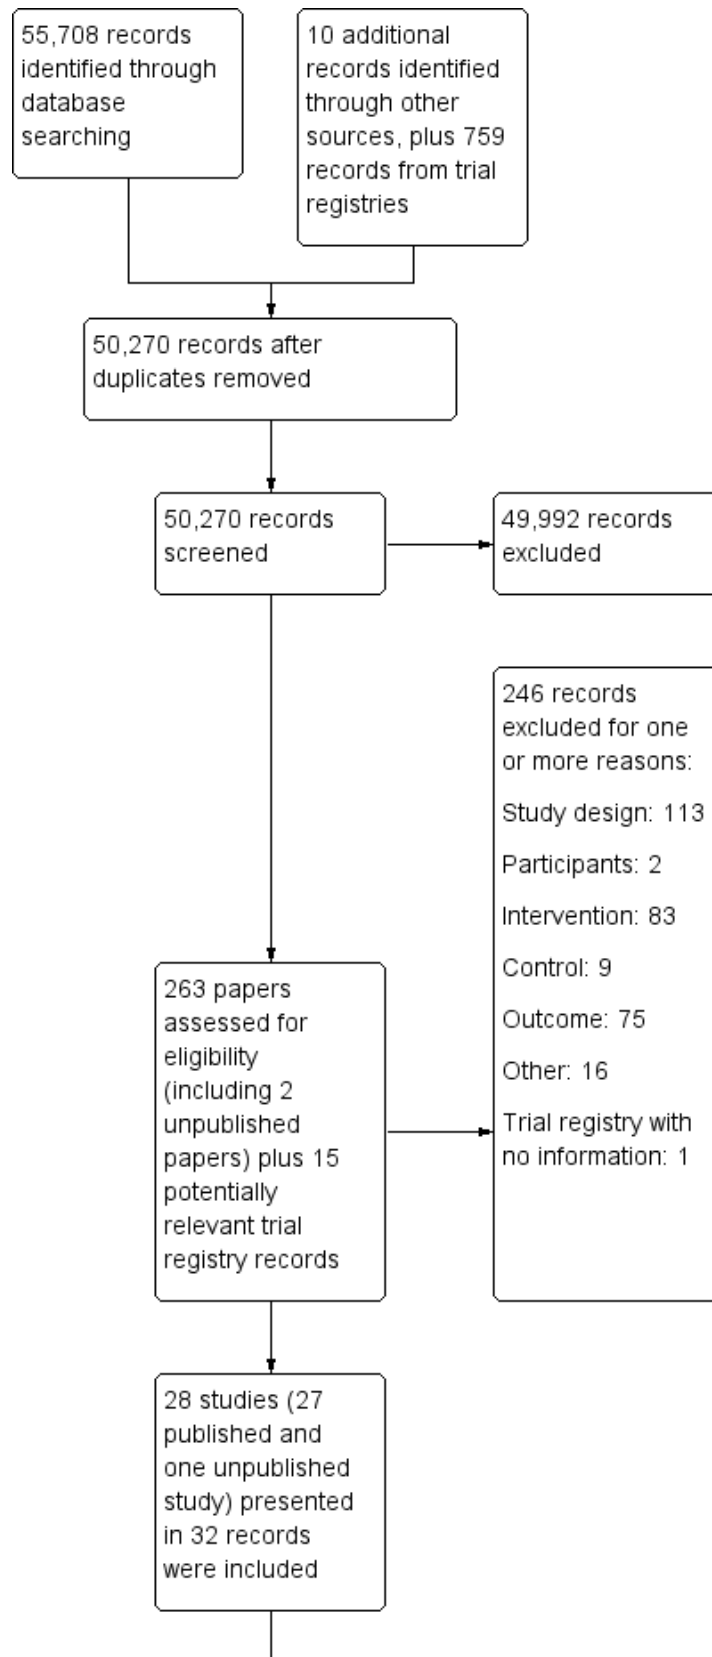 55,708 records
identified through
database
searching
10 additional
records identified
through other
sources, plus 759
records from trial
registries
50,270 records after
duplicates removed
50,270 records
screened
49,992 records
excluded
246 records
excluded for one
or more reasons:
Study design: 113
Participants: 2
Intervention: 83
Control: 9
Outcome: 75
Other: 16
Trial registry with
no information: 1
263 papers
assessed for
eligibility
(including 2
unpublished
papers) plus 15
potentially
relevant trial
registry records
28 studies (27
published and
one unpublished
study) presented
in 32 records
were included